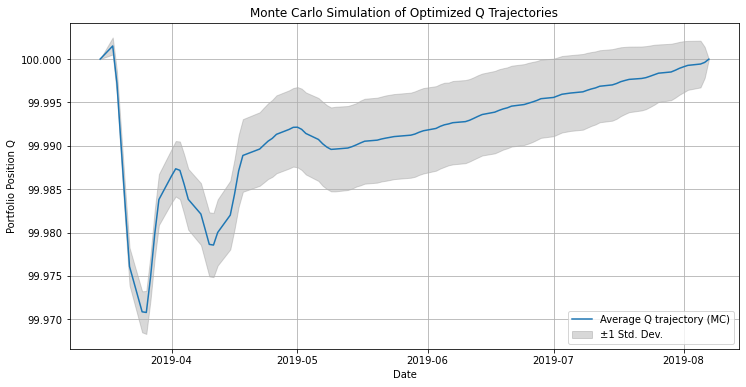 Monte Carlo Simulation of Optimized Q Trajectories
Portfolio Position Q
100.000
99.995
99.990
99.985
99.980
99.975
99.970
2019-04
2019-05
2019-06
2019-07
2019-08
Date
Average Q trajectory (MC)
±1 Std. Dev.